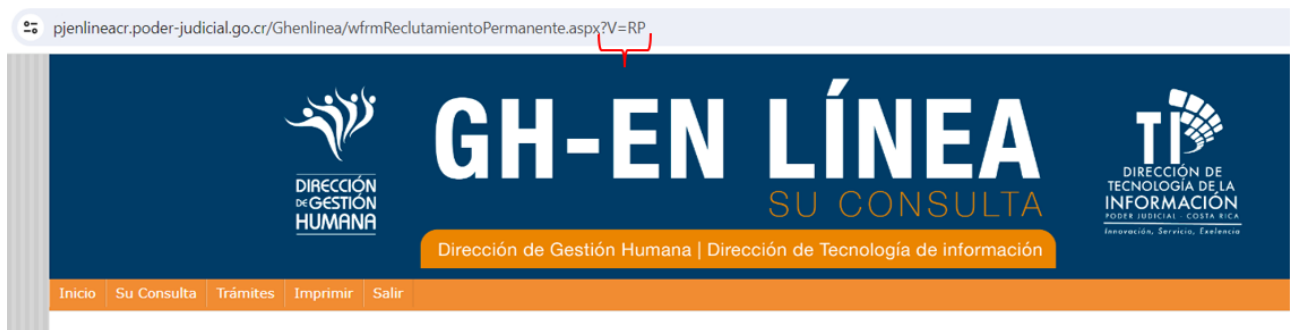 pjenlineacr.poder-judicial.go.cr/Ghenlinea/wfrmReclutamientoPermanente.aspx?V=RP
DIRECCIÓN
DE GESTIÓN
HUMANA
GH-EN LÍNEA
SU CONSULTA
Dirección de Gestión Humana | Dirección de Tecnología de información
TI
DIRECCIÓN DE
TECNOLOGÍA DE LA
INFORMACIÓN
PODER JUDICIAL - COSTA RICA
Innovación, Servicio, Exelencia
Inicio Su Consulta Trámites Imprimir Salir